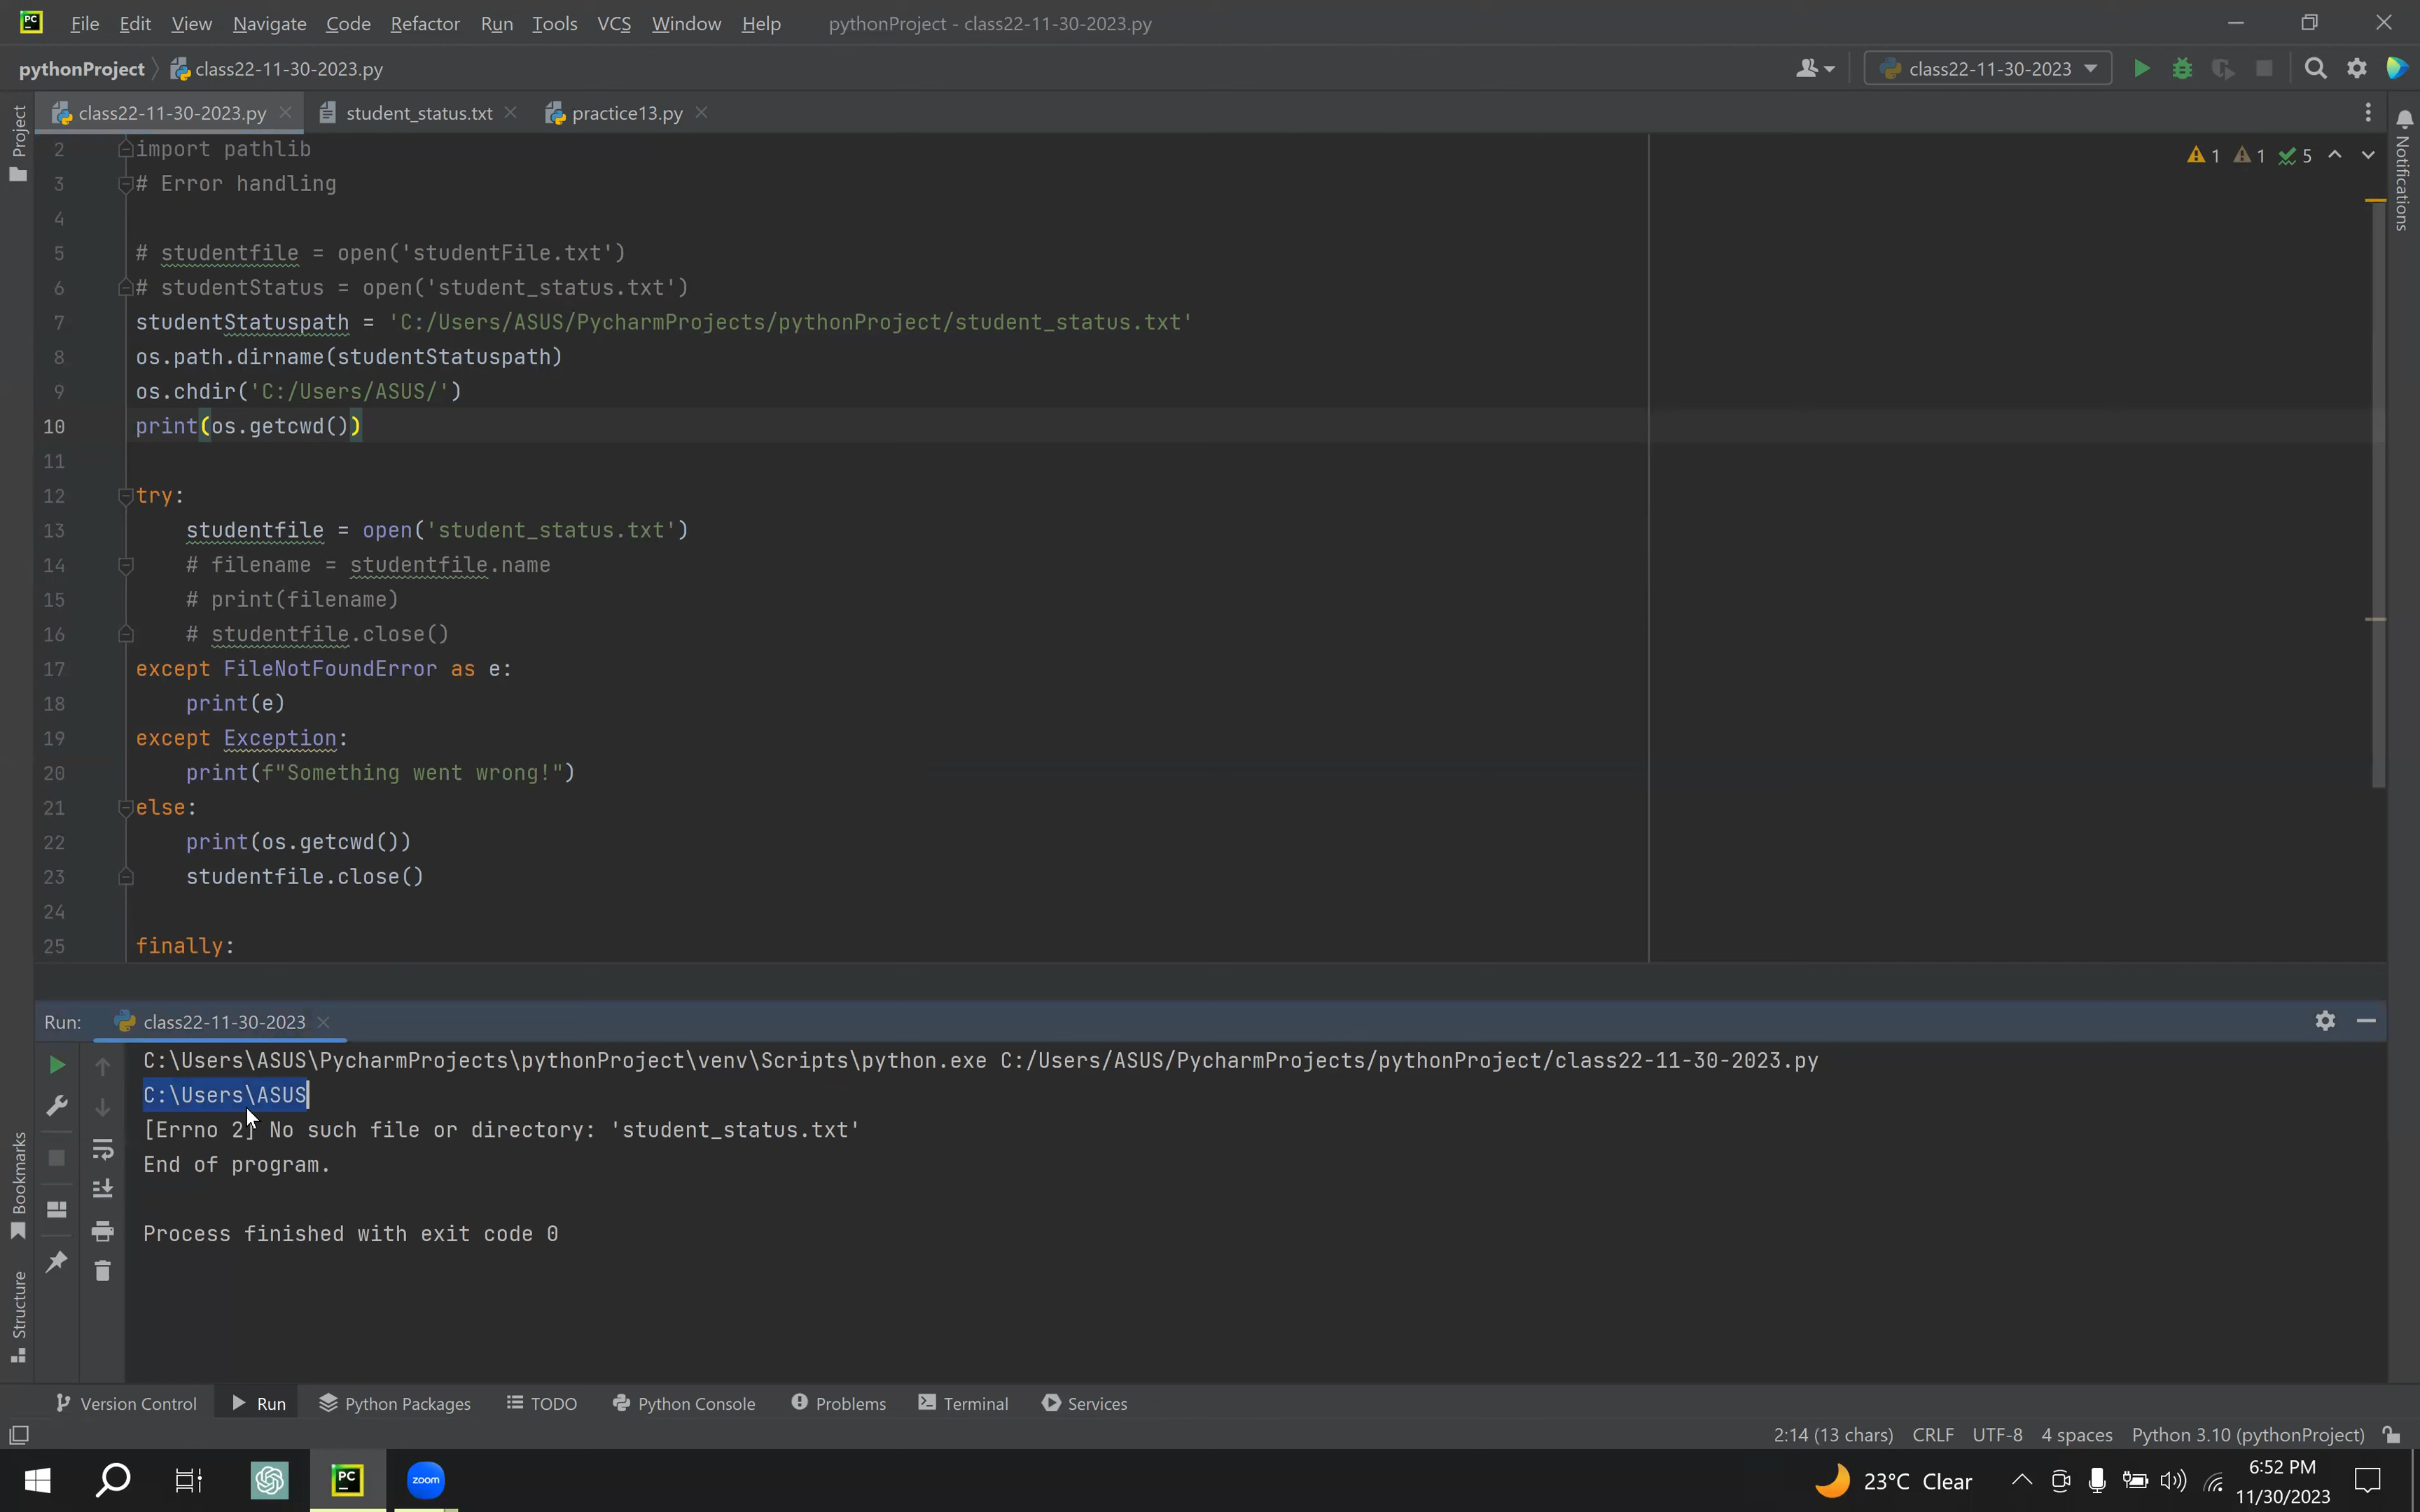 PC File Edit View Navigate Code Refactor Run Tools VCS Window Help pythonProject - class22-11-30-2023.py
pythonProject class22-11-30-2023.py class22-11-30-2023
class22-11-30-2023.py student_status.txt practice13.py
Project
Notifications
1 1 5
2 import pathlib
3 # Error handling
4
5 # studentfile = open('studentFile.txt')
6 # studentStatus = open('student_status.txt')
7 studentStatuspath = 'C:/Users/ASUS/PycharmProjects/pythonProject/student_status.txt'
8 os.path.dirname(studentStatuspath)
9 os.chdir('C:/Users/ASUS/')
10 print(os.getcwd())
11
12 try:
13 studentfile = open('student_status.txt')
14 # filename = studentfile.name
15 # print(filename)
16 # studentfile.close()
17 except FileNotFoundError as e:
18 print(e)
19 except Exception:
20 print(f"Something went wrong!")
21 else:
22 print(os.getcwd())
23 studentfile.close()
24
25 finally:
Run: class22-11-30-2023
C:\Users\ASUS\PycharmProjects\pythonProject\venv\Scripts\python.exe C:/Users/ASUS/PycharmProjects/pythonProject/class22-11-30-2023.py
C:\Users\ASUS
[Errno 2] No such file or directory: 'student_status.txt'
End of program.
Process finished with exit code 0
Bookmarks
Structure
Version Control Run Python Packages TODO Python Console Problems Terminal Services
2:14 (13 chars) CRLF UTF-8 4 spaces Python 3.10 (pythonProject)
PC zoom 23°C Clear 6:52 PM
11/30/2023